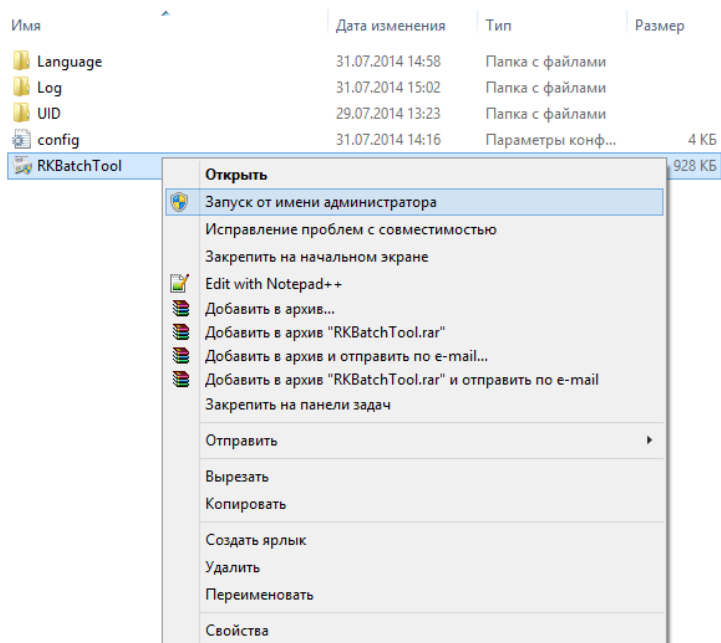 Имя Дата изменения Тип Размер
Language 31.07.2014 14:58 Папка с файлами
Log 31.07.2014 15:02 Папка с файлами
UID 29.07.2014 13:23 Папка с файлами
config 31.07.2014 14:16 Параметры конф... 4 КБ
RKBatchTool 928 КБ
Открыть
Запуск от имени администратора
Исправление проблем с совместимостью
Закрепить на начальном экране
Edit with Notepad++
Добавить в архив...
Добавить в архив "RKBatchTool.rar"
Добавить в архив и отправить по e-mail...
Добавить в архив "RKBatchTool.rar" и отправить по e-mail
Закрепить на панели задач
Отправить
Вырезать
Копировать
Создать ярлык
Удалить
Переименовать
Свойства